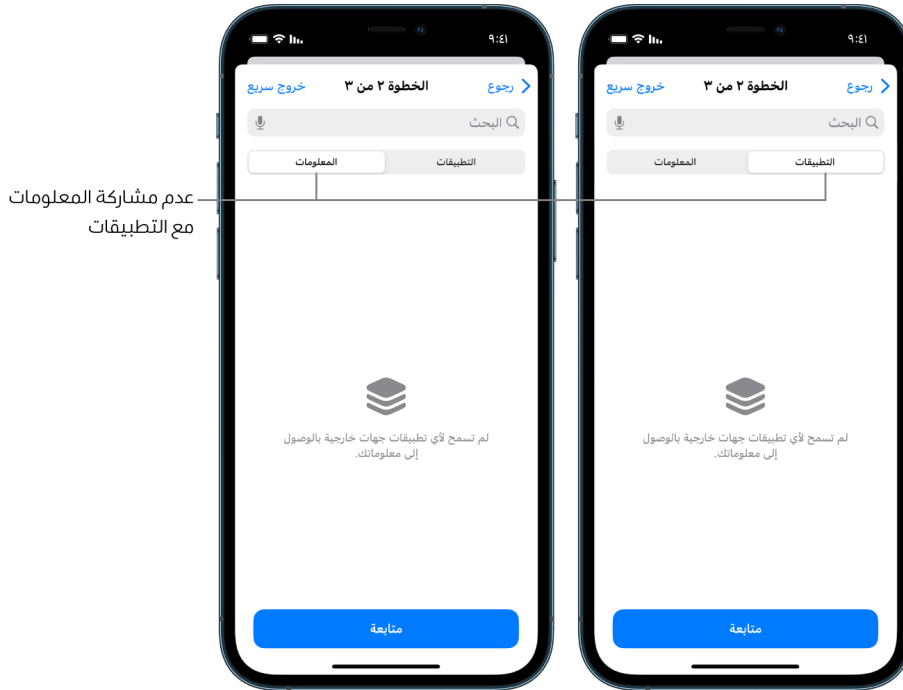 ٩:٤١
رجوع
الخطوة ٢ من ٣
خروج سريع
البحث
التطبيقات
المعلومات
لم تسمح لأي تطبيقات جهات خارجية بالوصول
إلى معلوماتك.
متابعة
٩:٤١
رجوع
الخطوة ٢ من ٣
خروج سريع
البحث
التطبيقات
المعلومات
لم تسمح لأي تطبيقات جهات خارجية بالوصول
إلى معلوماتك.
متابعة
عدم مشاركة المعلومات
مع التطبيقات